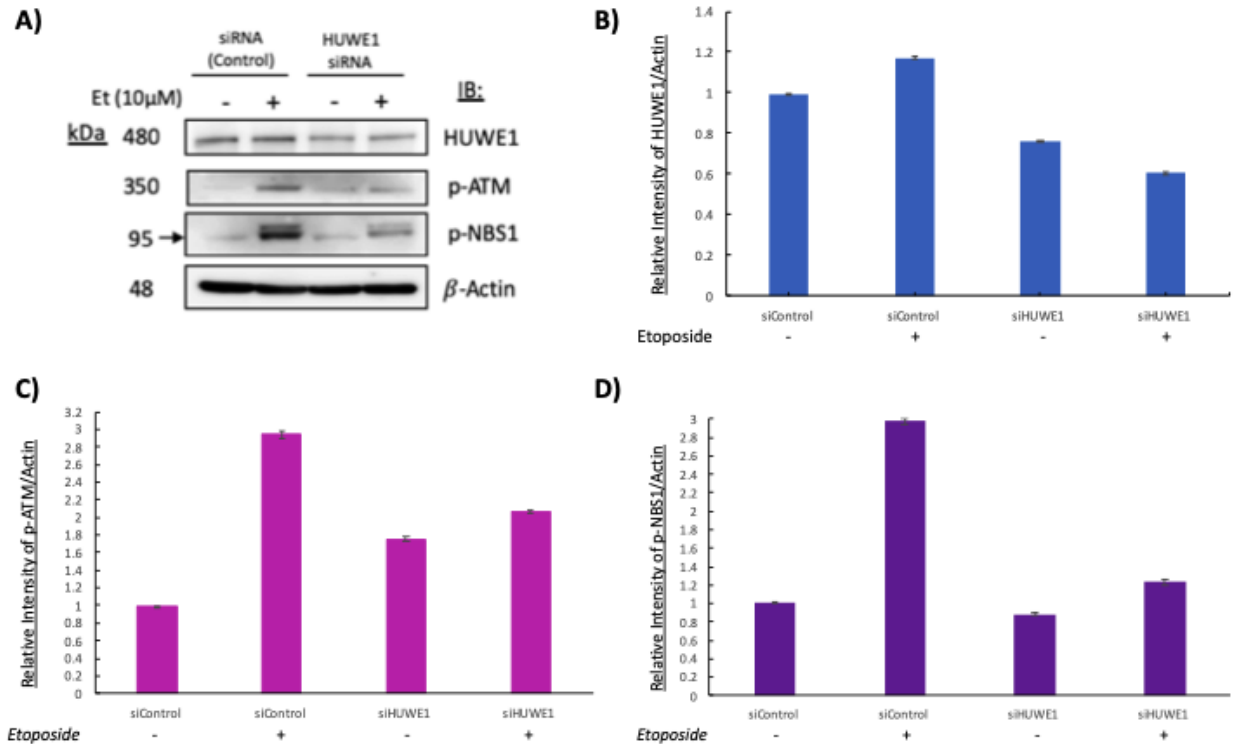 A)
siRNA
(Control)
HUWE1
siRNA
Et (10µM) - + - + IB:
kDa 480 HUWE1
350 p-ATM
95 p-NBS1
48 β-Actin
B)
Relative Intensity of HUWE1/Actin
1.4
1.2
1
0.8
0.6
0.4
0.2
0
siControl siControl siHUWE1 siHUWE1
Etoposide - + - +
C)
Relative Intensity of p-ATM/Actin
3.2
3
2.8
2.6
2.4
2.2
2
1.8
1.6
1.4
1.2
1
0.8
0.6
0.4
0.2
0
siControl siControl siHUWE1 siHUWE1
Etoposide - + - +
D)
Relative Intensity of p-NBS1/Actin
3
2.8
2.6
2.4
2.2
2
1.8
1.6
1.4
1.2
1
0.8
0.6
0.4
0.2
0
siControl siControl siHUWE1 siHUWE1
Etoposide - + - +